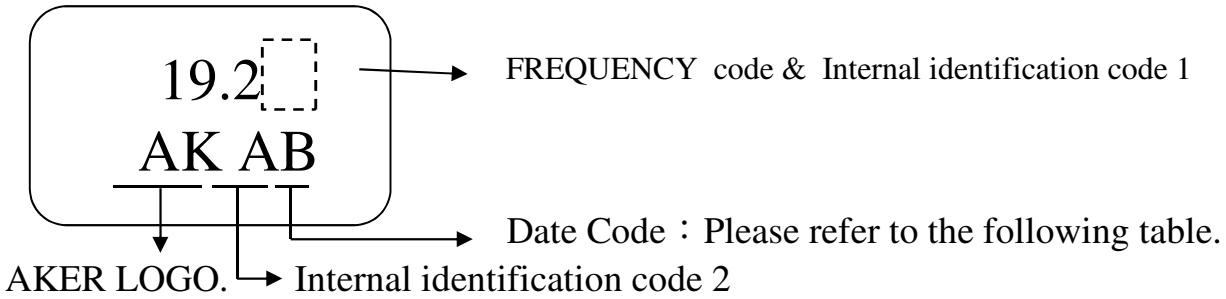 19.2
FREQUENCY code & Internal identification code 1
AK AB
Date Code：Please refer to the following table.
AKER LOGO.
Internal identification code 2